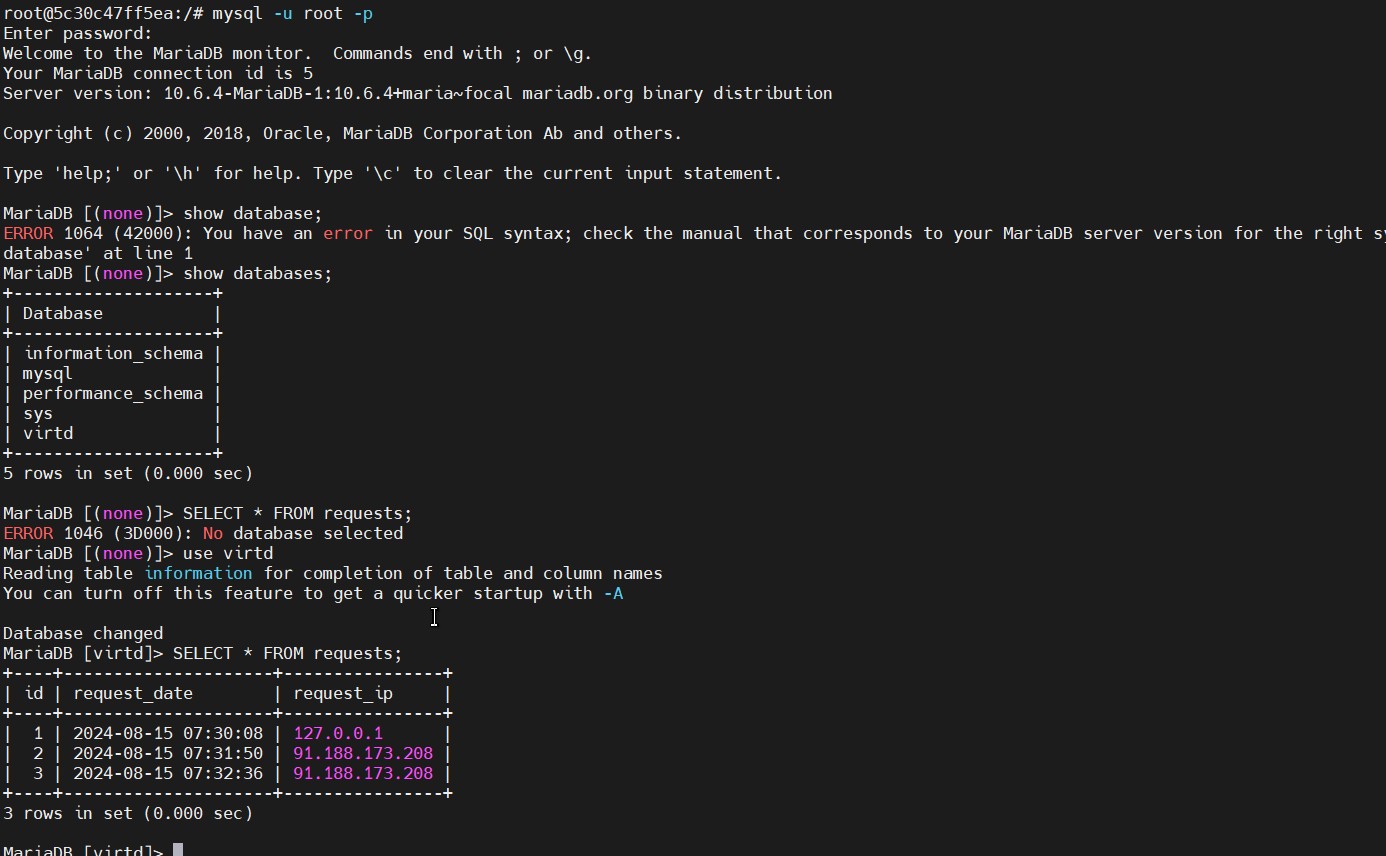 root@5c30c47ff5ea:/# mysql -u root -p
Enter password:
Welcome to the MariaDB monitor.  Commands end with ; or \g.
Your MariaDB connection id is 5
Server version: 10.6.4-MariaDB-1:10.6.4+maria~focal mariadb.org binary distribution

Copyright (c) 2000, 2018, Oracle, MariaDB Corporation Ab and others.

Type 'help;' or '\h' for help. Type '\c' to clear the current input statement.

MariaDB [(none)]> show database;
ERROR 1064 (42000): You have an error in your SQL syntax; check the manual that corresponds to your MariaDB server version for the right
database' at line 1
MariaDB [(none)]> show databases;
+--------------------+
| Database           |
+--------------------+
| information_schema |
| mysql              |
| performance_schema |
| sys                |
| virtd              |
+--------------------+
5 rows in set (0.000 sec)

MariaDB [(none)]> SELECT * FROM requests;
ERROR 1046 (3D000): No database selected
MariaDB [(none)]> use virtd
Reading table information for completion of table and column names
You can turn off this feature to get a quicker startup with -A

Database changed
MariaDB [virtd]> SELECT * FROM requests;
+----+---------------------+----------------+
| id | request_date        | request_ip     |
+----+---------------------+----------------+
|  1 | 2024-08-15 07:30:08 | 127.0.0.1      |
|  2 | 2024-08-15 07:31:50 | 91.188.173.208 |
|  3 | 2024-08-15 07:32:36 | 91.188.173.208 |
+----+---------------------+----------------+
3 rows in set (0.000 sec)

MariaDB [virtd]>